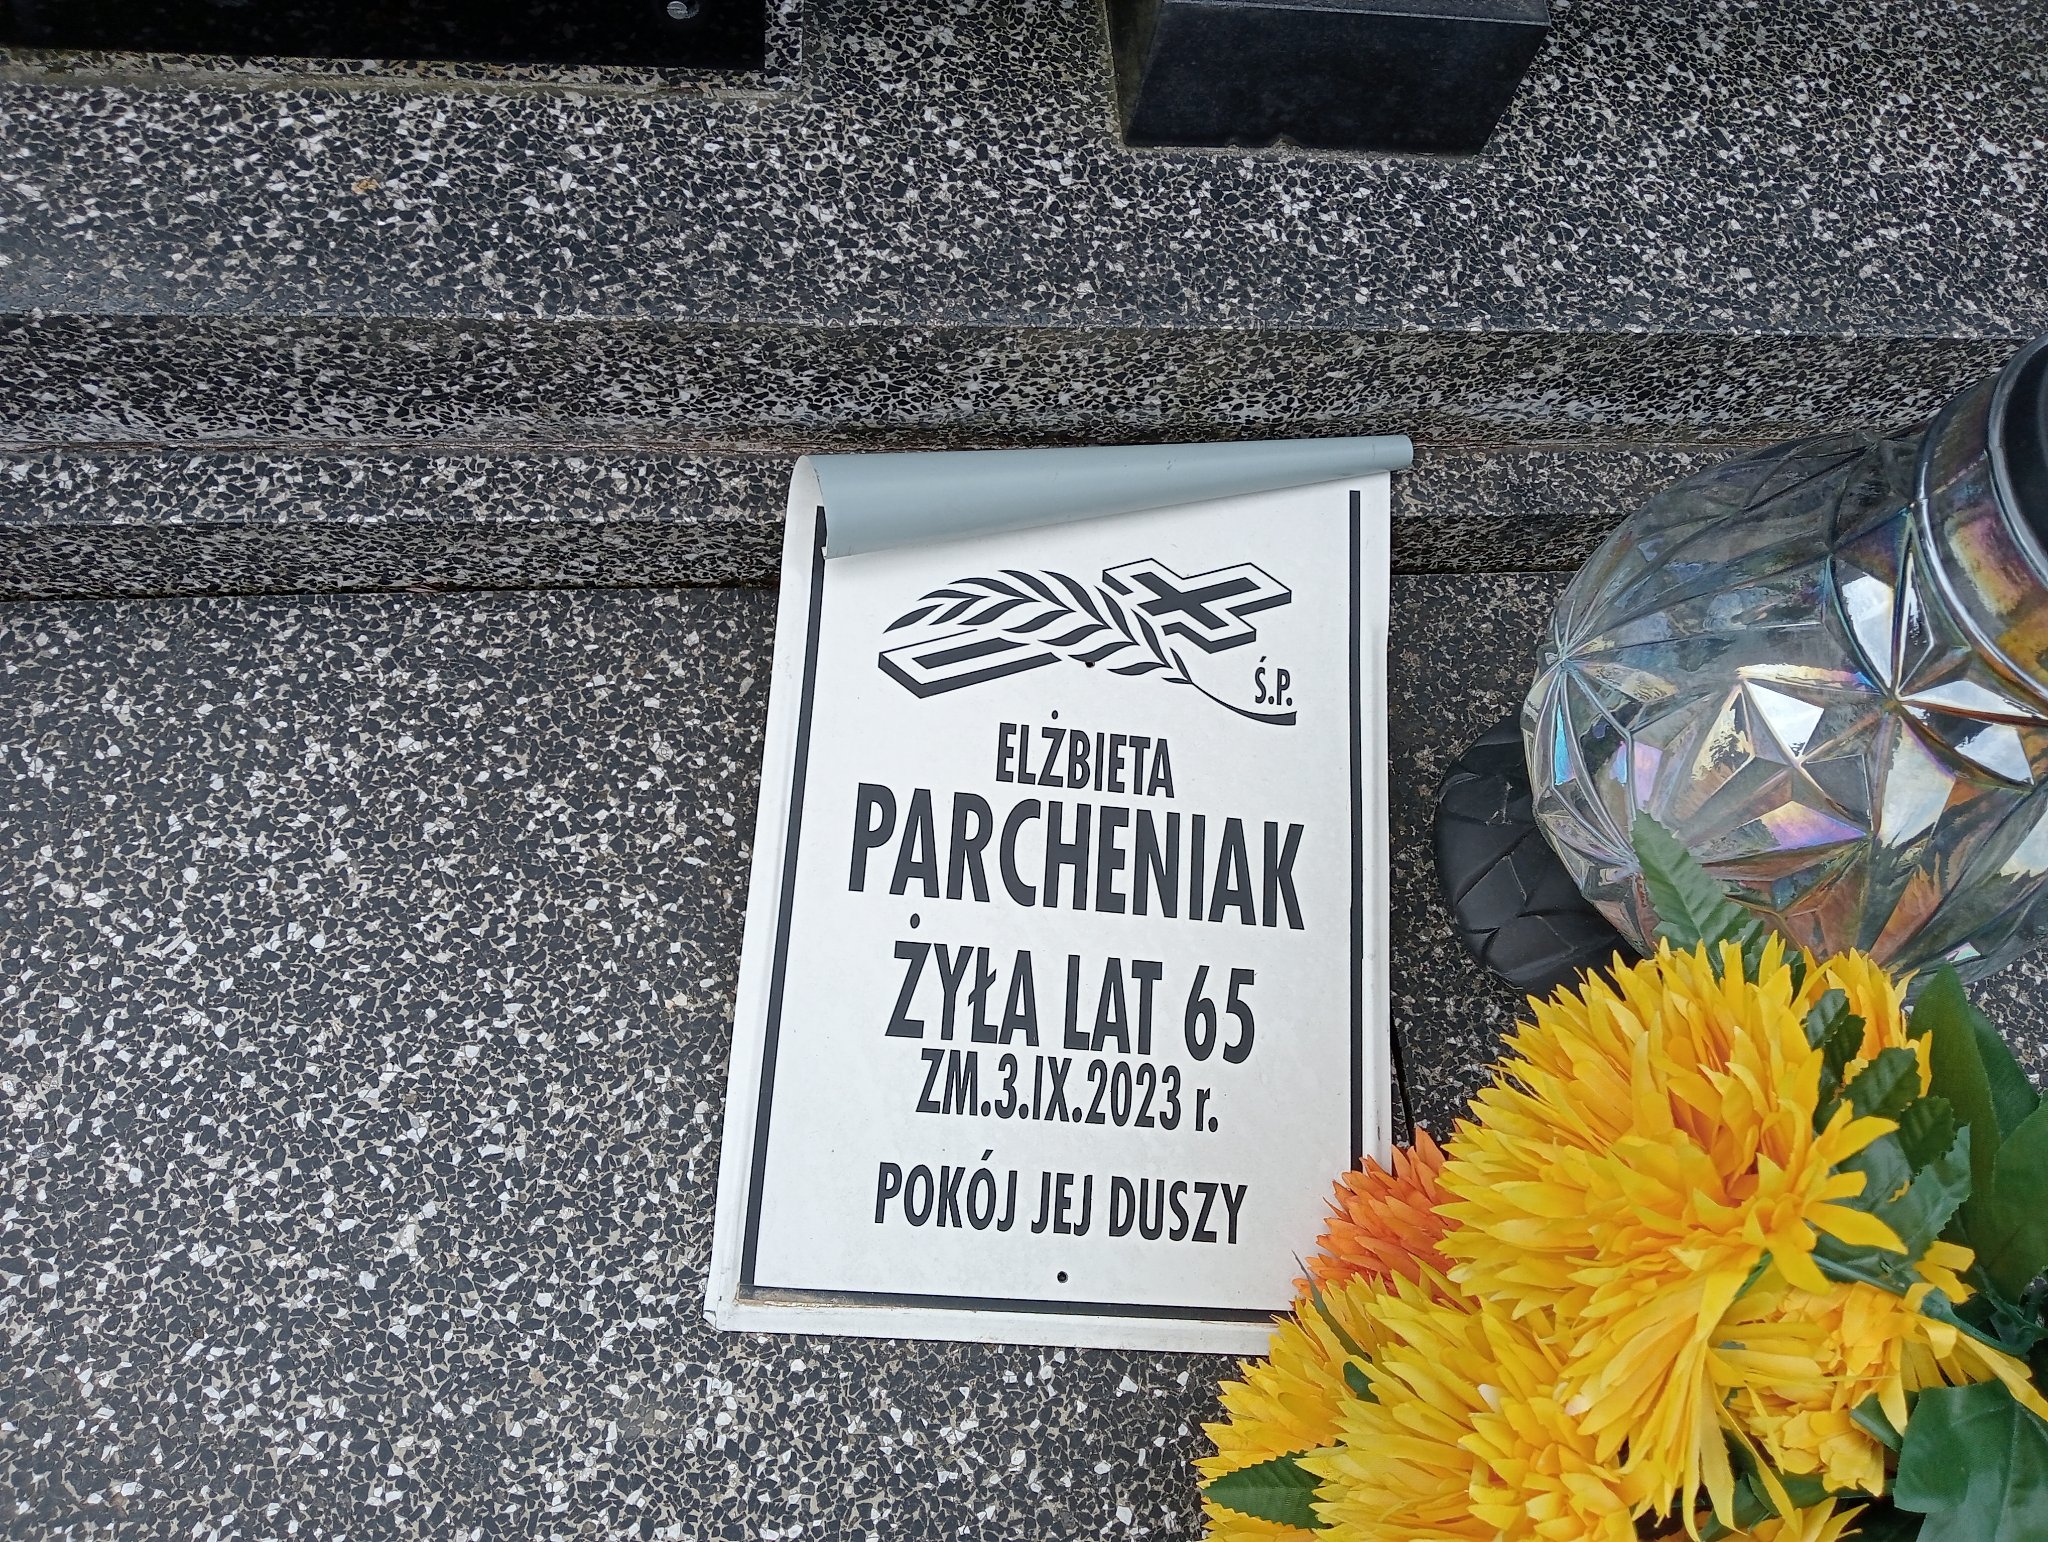 Ś.P.
ELŻBIETA
PARCHENIAK
ŻYŁA LAT 65
ZM.3.IX.2023 r.
POKÓJ JEJ DUSZY